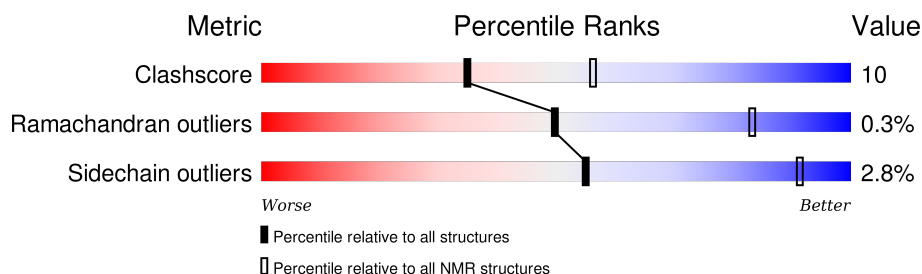 Metric Percentile Ranks Value
Clashscore 10
Ramachandran outliers 0.3%
Sidechain outliers 2.8%
Worse Better
Percentile relative to all structures
Percentile relative to all NMR structures